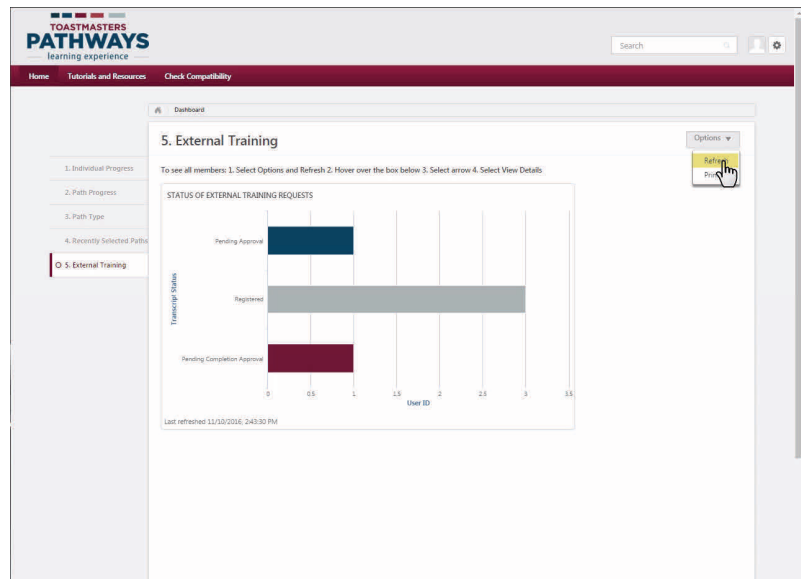 TOASTMASTERS
PATHWAYS
learning experience
Search
Home Tutorials and Resources Check Compatibility
Dashboard
5. External Training
Options
Refresh
1. Individual Progress
2. Path Progress
3. Path Type
4. Recently Selected Paths
5. External Training
To see all members: 1. Select Options and Refresh 2. Hover over the box below 3. Select arrow 4. Select View Details
STATUS OF EXTERNAL TRAINING REQUESTS
Transcript Status
Pending Approval
Registered
Pending Completion Approval
0 0.5 1 1.5 2 2.5 3 3.5
User ID
Last refreshed 11/10/2016, 2:43:30 PM